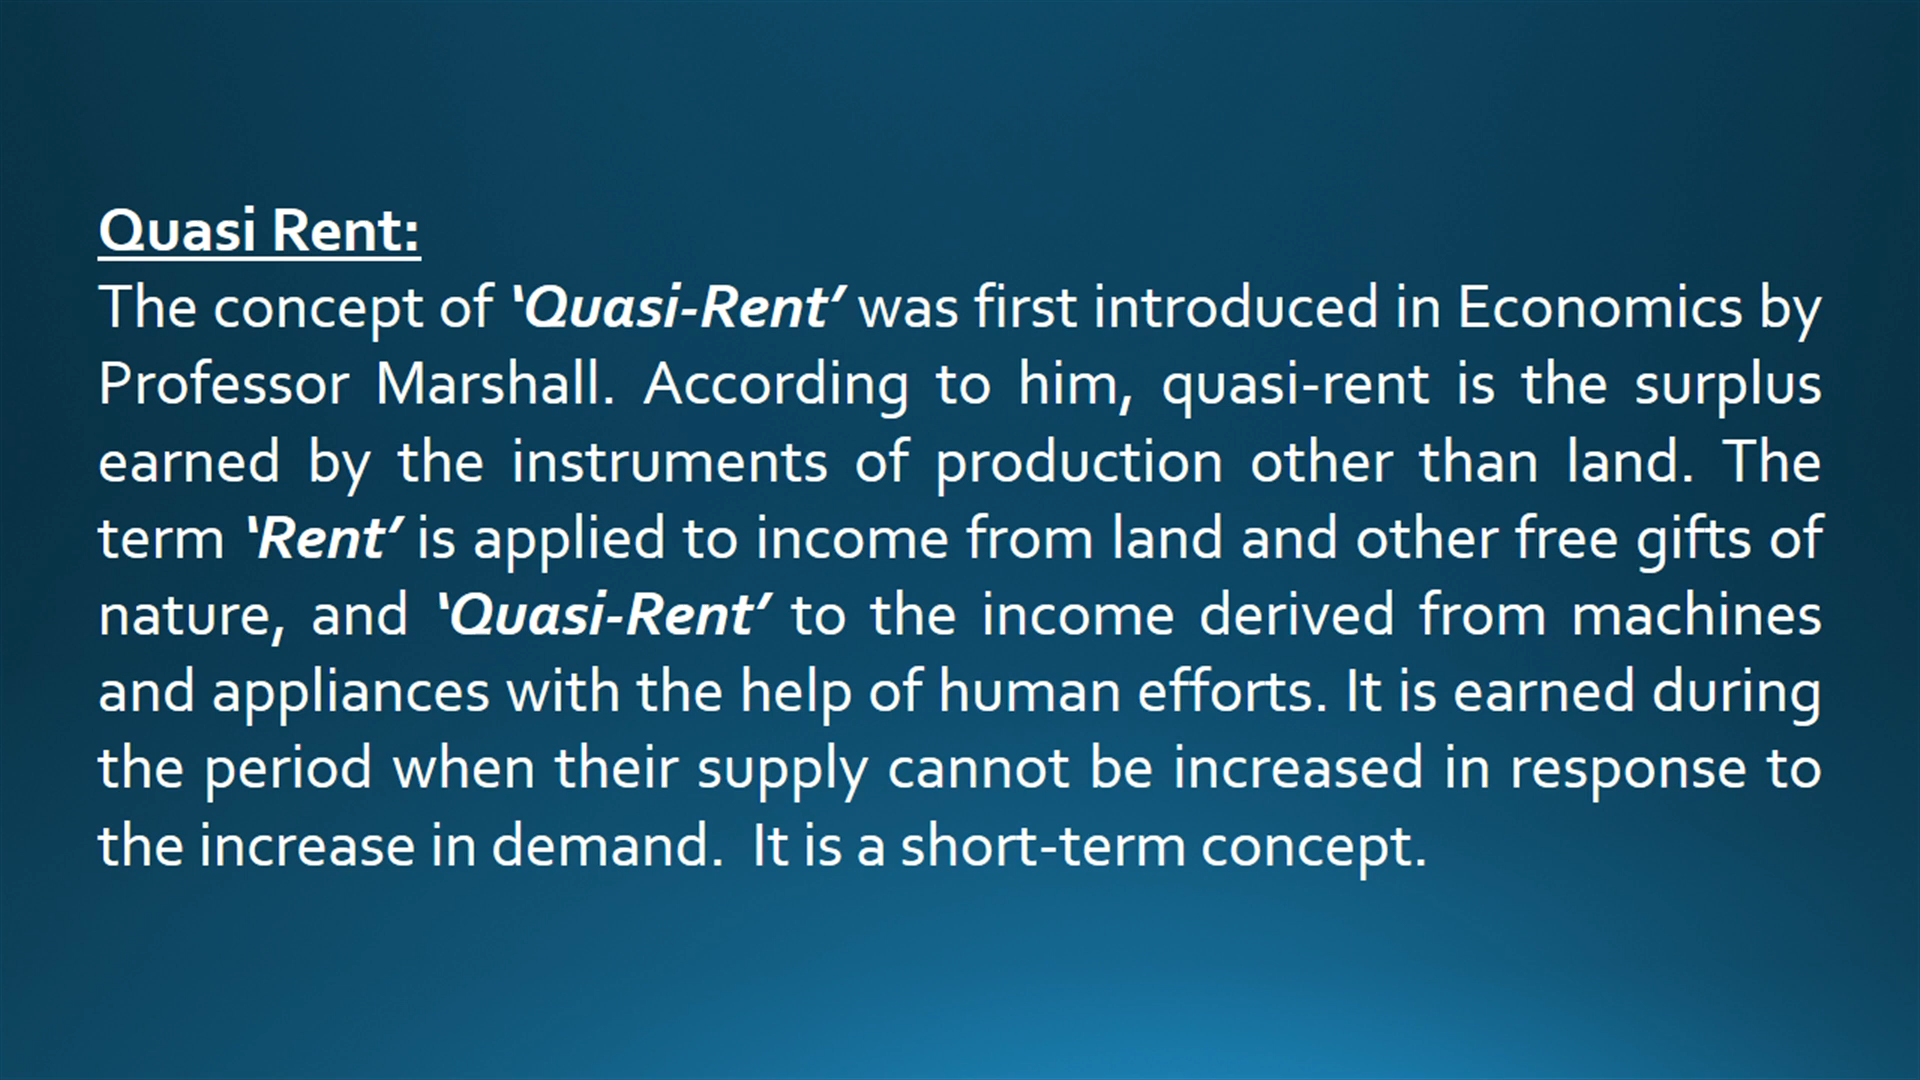 Quasi Rent:
The concept of ‘Quasi-Rent’ was first introduced in Economics by
Professor Marshall. According to him, quasi-rent is the surplus
earned by the instruments of production other than land. The
term ‘Rent’ is applied to income from land and other free gifts of
nature, and ‘Quasi-Rent’ to the income derived from machines
and appliances with the help of human efforts. It is earned during
the period when their supply cannot be increased in response to
the increase in demand.  It is a short-term concept.